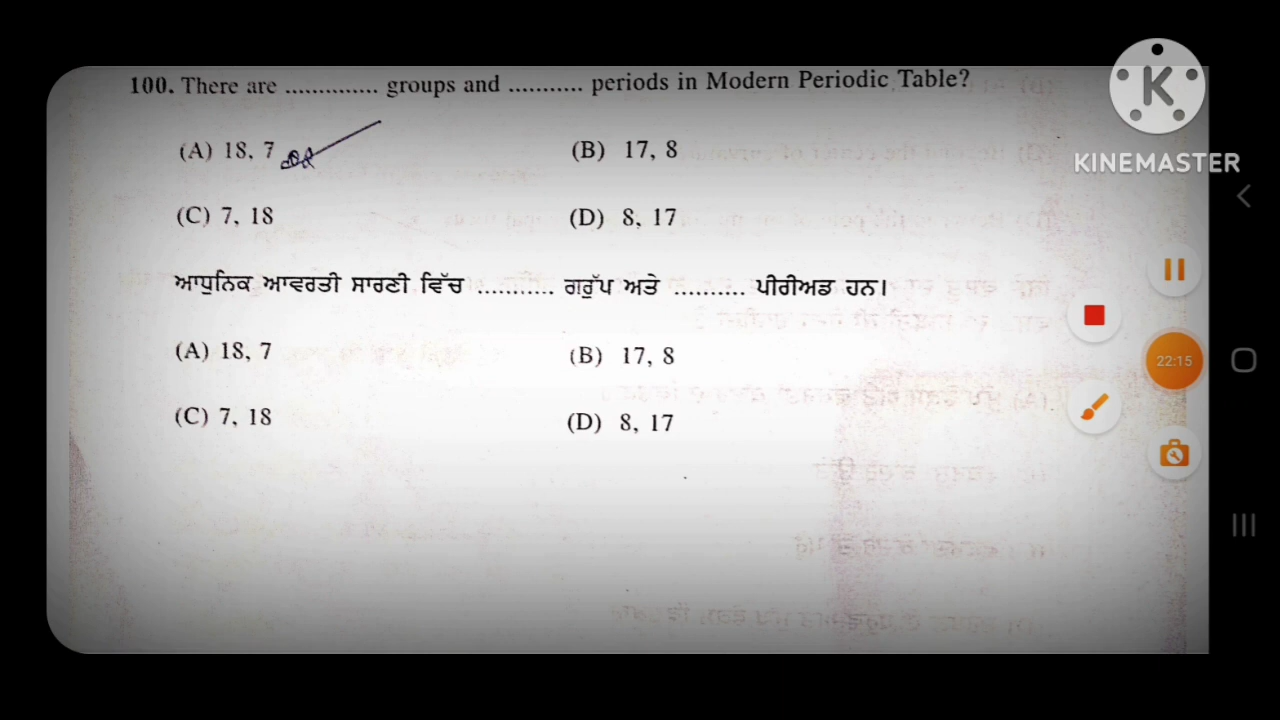 100. There are .............. groups and ........... periods in Modern Periodic Table?
(A) 18, 7
(B) 17, 8
(C) 7, 18
(D) 8, 17
ਆਧੁਨਿਕ ਆਵਰਤੀ ਸਾਰਣੀ ਵਿੱਚ ........... ਗਰੁੱਪ ਅਤੇ .......... ਪੀਰੀਅਡ ਹਨ।
(A) 18, 7
(B) 17, 8
(C) 7, 18
(D) 8, 17
K
KINEMASTER
22:15